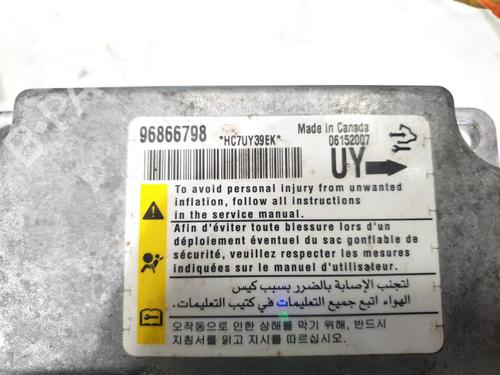 96866798
*HC7UY39EK*
Made in Canada
06152007
UY
To avoid personal injury from unwanted
inflation, follow all instructions
in the service manual.
Afin d'éviter toute blessure lors d'un
déploiement éventuel du sac gonflable de
sécurité, veuillez respecter les mesures
indiquées sur le manuel d'utilisateur.
لتجنب الإصابة بالضرر بسبب كيس
الهواء اتبع جميع التعليمات في كتيب التعليمات.
오작동으로 인한 상해를 막기 위해, 반드시
지침서를 읽고 지시를 따르십시오.